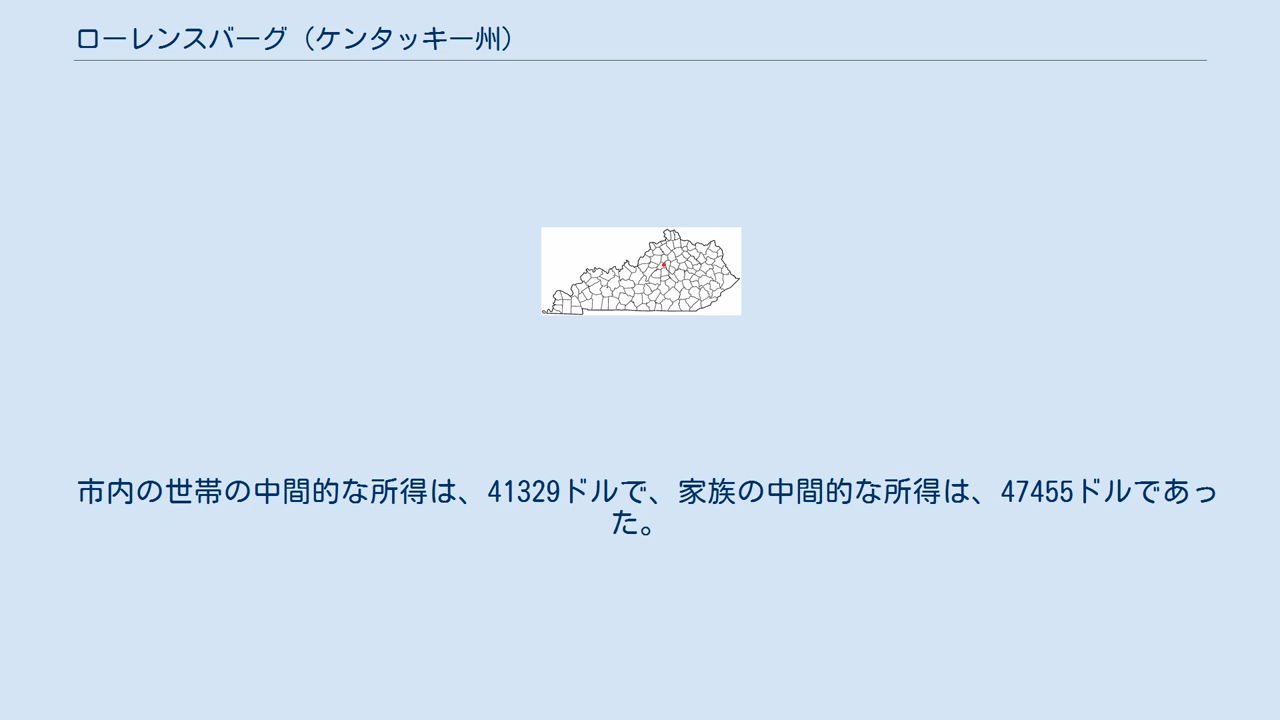 ローレンスバーグ（ケンタッキー州）
市内の世帯の中間的な所得は、41329ドルで、家族の中間的な所得は、47455ドルであっ
た。